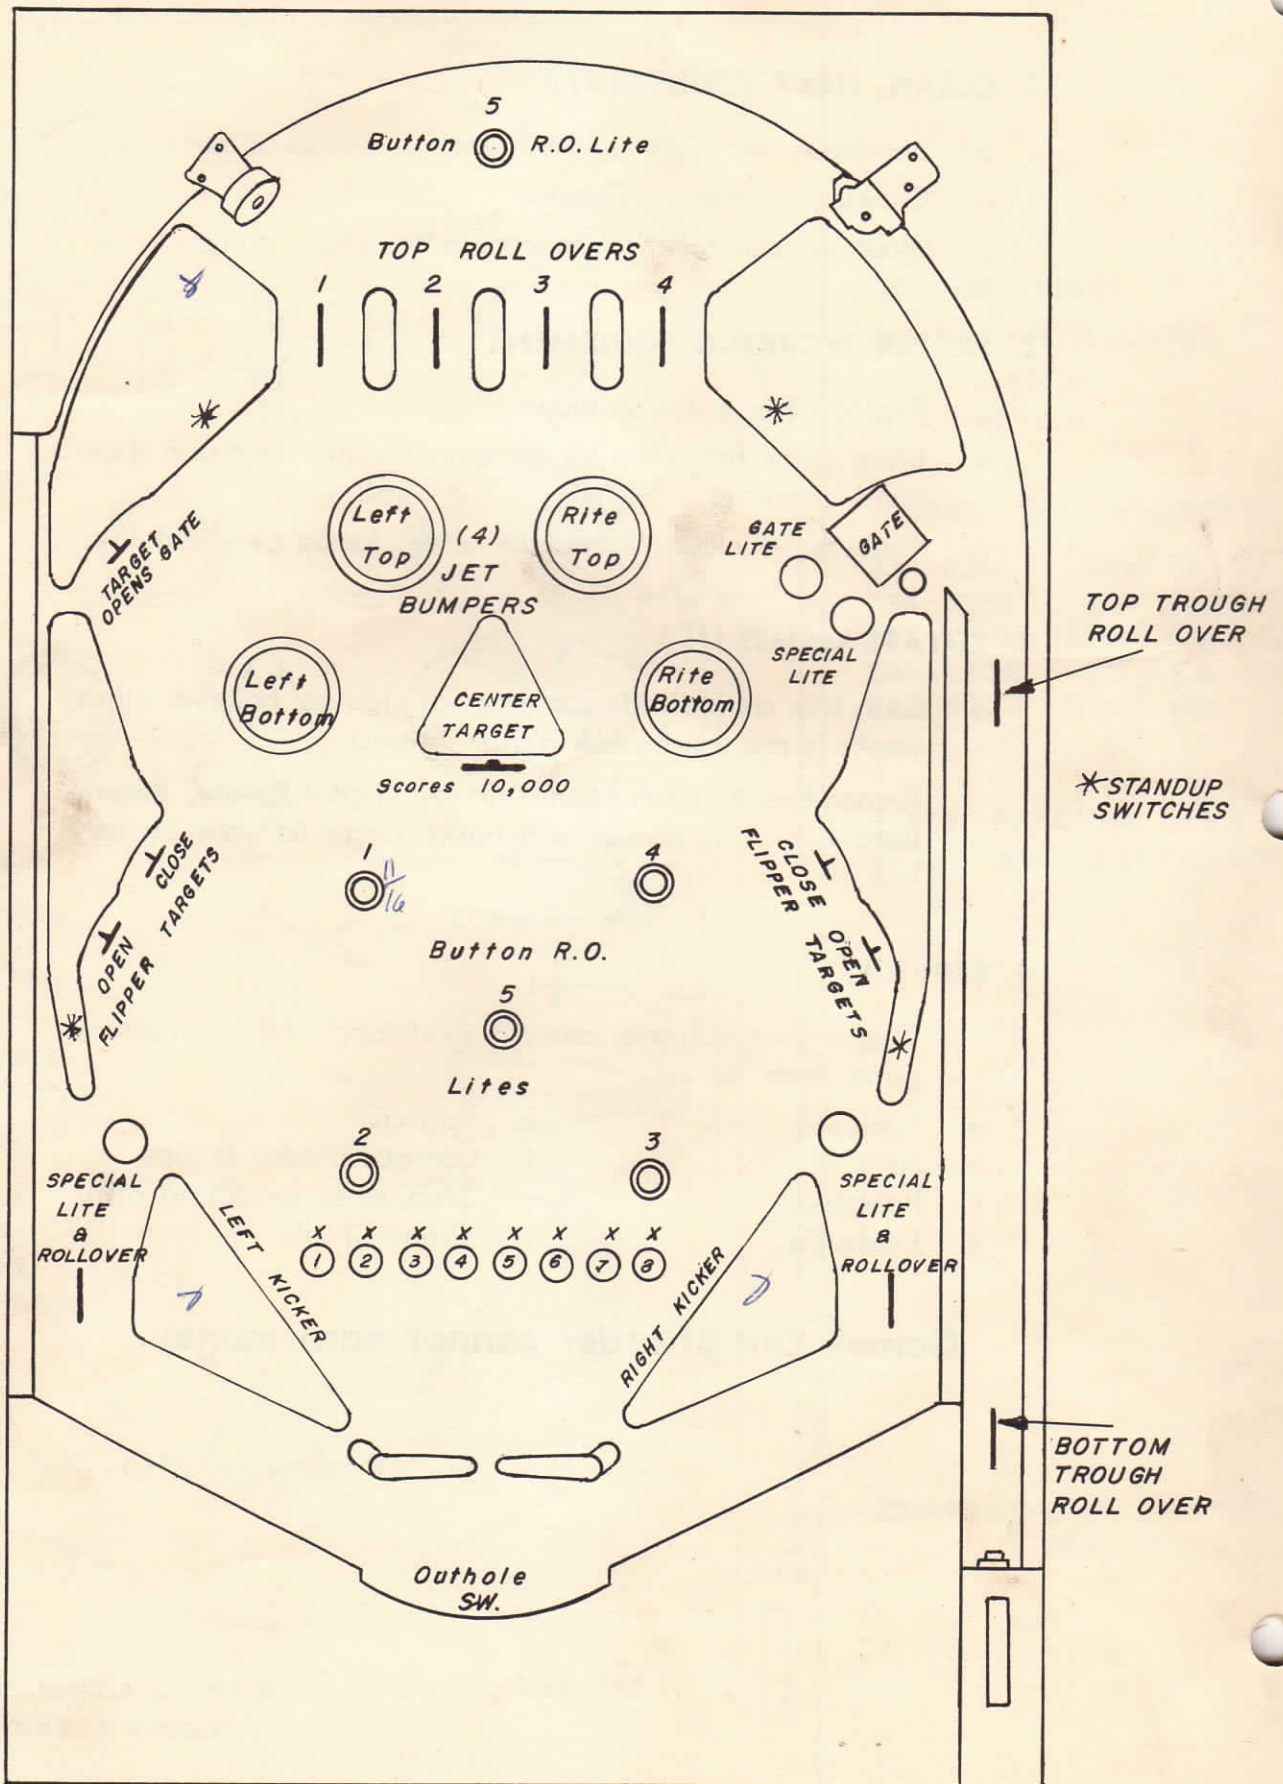 5
Button R.O. Lite
TOP ROLL OVERS
1 2 3 4
8
Left
Top
(4)
JET
BUMPERS
Rite
Top
GATE
LITE
GATE
TARGET
OPENS GATE
SPECIAL
LITE
TOP TROUGH
ROLL OVER
Left
Bottom
CENTER
TARGET
Scores 10,000
Rite
Bottom
*STANDUP
SWITCHES
CLOSE
OPEN
FLIPPER TARGETS
CLOSE OPEN
FLIPPER TARGETS
1
11/16
4
Button R.O.
5
Lites
2
3
SPECIAL
LITE
a
ROLLOVER
LEFT KICKER
X X X X X X X X
1 2 3 4 5 6 7 8
RIGHT KICKER
SPECIAL
LITE
a
ROLLOVER
BOTTOM
TROUGH
ROLL OVER
Outhole
SW.